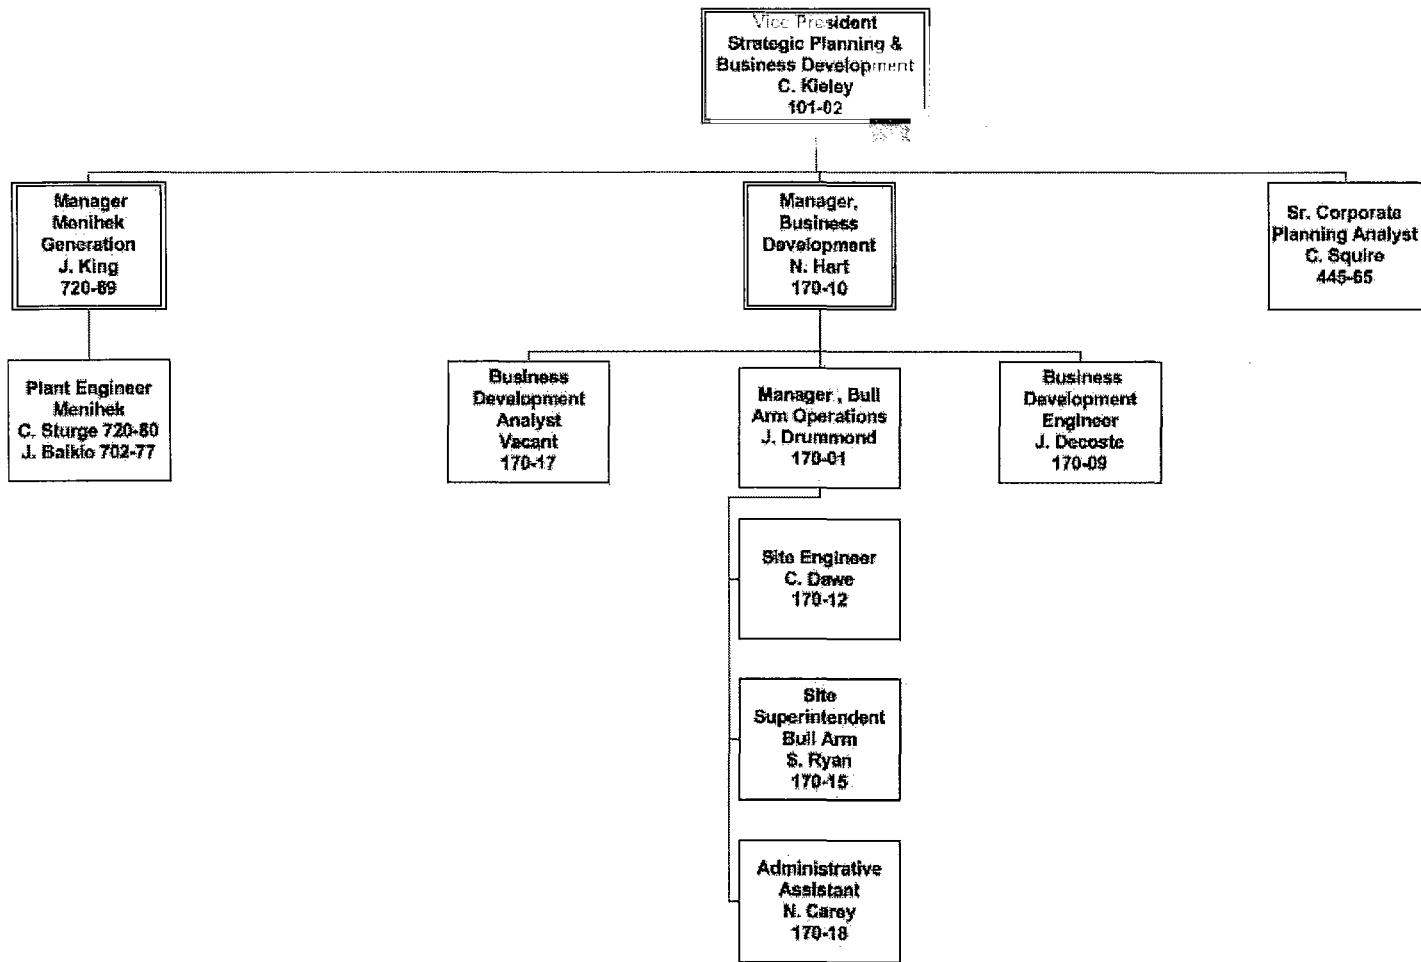 Vice President
Strategic Planning &
Business Development
C. Kieley
101-02
Manager
Menihek
Generation
J. King
720-69
Manager,
Business
Development
N. Hart
170-10
Sr. Corporate
Planning Analyst
C. Squire
445-65
Plant Engineer
Menihek
C. Sturge 720-80
J. Baikie 702-77
Business
Development
Analyst
Vacant
170-17
Manager , Bull
Arm Operations
J. Drummond
170-01
Business
Development
Engineer
J. Decoste
170-09
Site Engineer
C. Dawe
170-12
Site
Superintendent
Bull Arm
S. Ryan
170-15
Administrative
Assistant
N. Carey
170-18